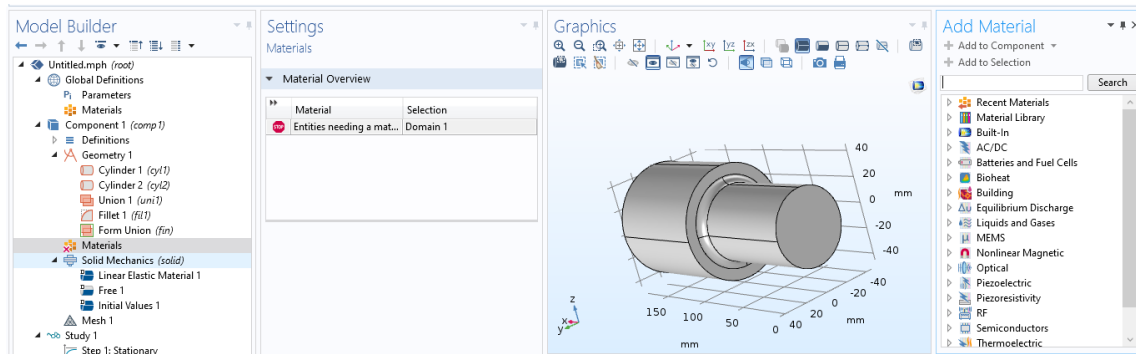 Model Builder
Untitled.mph (root)
Global Definitions
Pi Parameters
Materials
Component 1 (comp1)
Definitions
Geometry 1
Cylinder 1 (cyl1)
Cylinder 2 (cyl2)
Union 1 (uni1)
Fillet 1 (fil1)
Form Union (fin)
Materials
Solid Mechanics (solid)
Linear Elastic Material 1
Free 1
Initial Values 1
Mesh 1
Study 1
Step 1: Stationary
Settings
Materials
Material Overview
Material Selection
STOP Entities needing a mat... Domain 1
Graphics
xy yz zx
40
20
0 mm
-20
-40
-40
-20
0
20 mm
40
150 100 50 0
mm
z
x
y
Add Material
+ Add to Component
+ Add to Selection
Search
Recent Materials
Material Library
Built-In
AC/DC
Batteries and Fuel Cells
Bioheat
Building
Equilibrium Discharge
Liquids and Gases
MEMS
Nonlinear Magnetic
Optical
Piezoelectric
Piezoresistivity
RF
Semiconductors
Thermoelectric